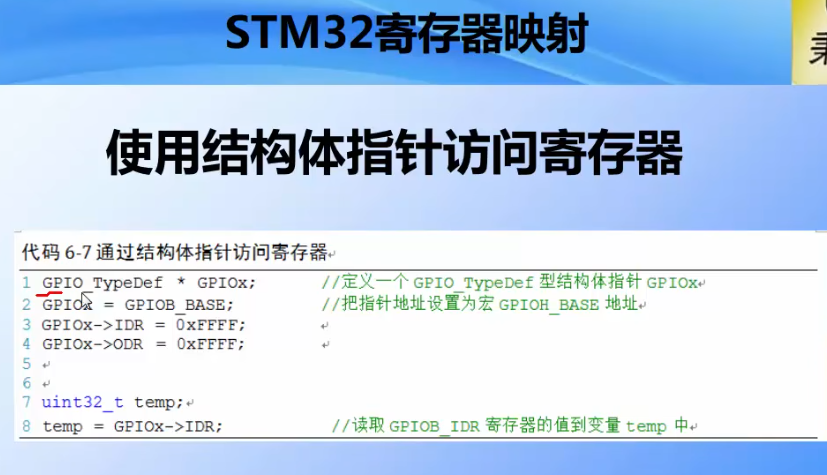 STM32寄存器映射
使用结构体指针访问寄存器
代码 6-7 通过结构体指针访问寄存器
1 GPIO_TypeDef * GPIOx; //定义一个 GPIO_TypeDef 型结构体指针 GPIOx
2 GPIOx = GPIOB_BASE; //把指针地址设置为宏 GPIOH_BASE 地址
3 GPIOx->IDR = 0xFFFF;
4 GPIOx->ODR = 0xFFFF;
5
6
7 uint32_t temp;
8 temp = GPIOx->IDR; //读取 GPIOB_IDR 寄存器的值到变量 temp 中